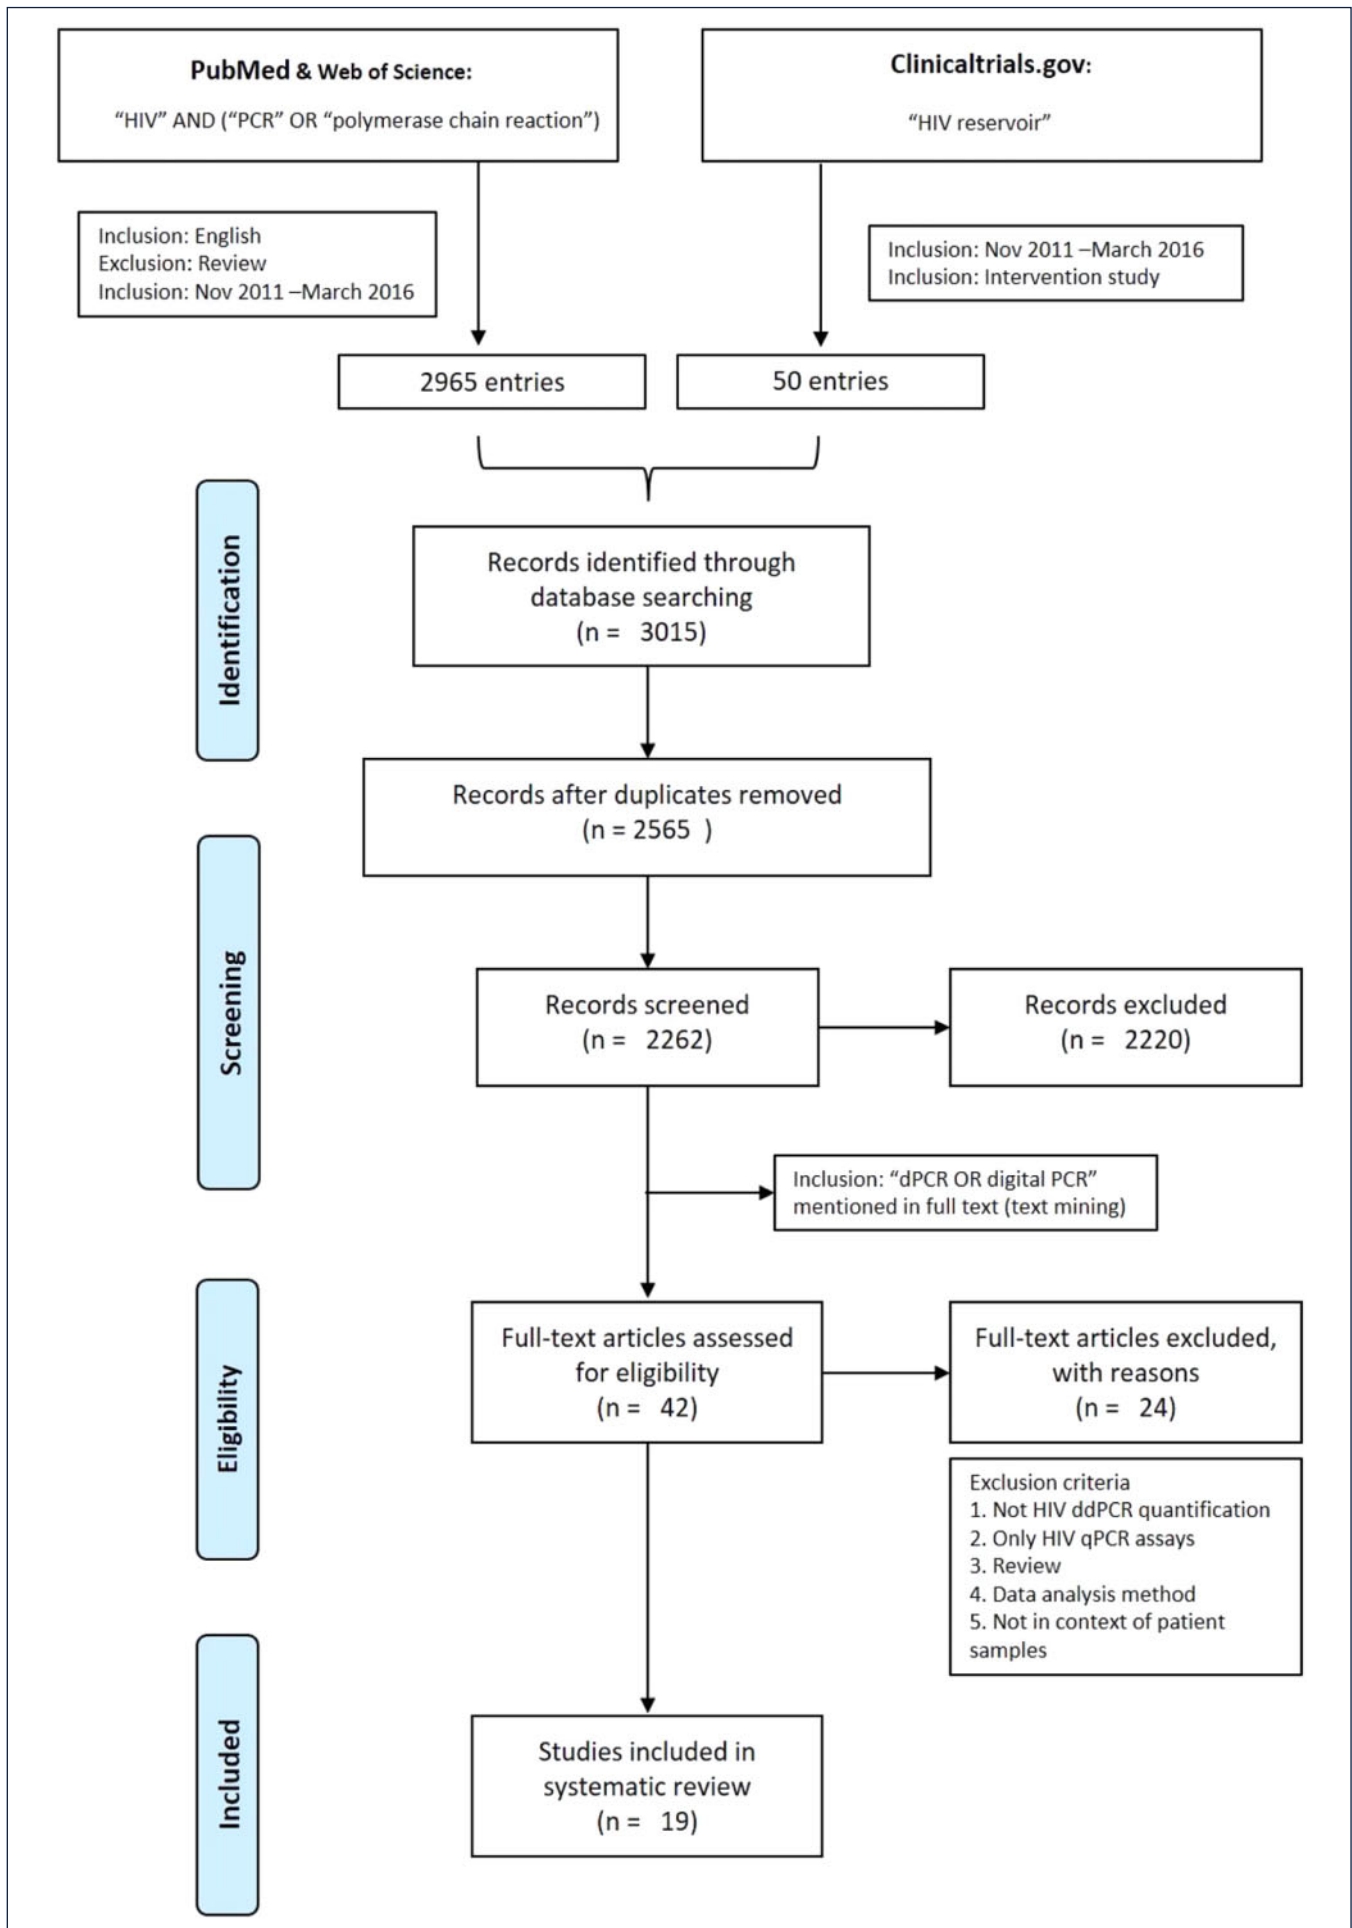 PubMed & Web of Science:
“HIV” AND (“PCR” OR “polymerase chain reaction”)
Clinicaltrials.gov:
“HIV reservoir”
Inclusion: English
Exclusion: Review
Inclusion: Nov 2011 –March 2016
Inclusion: Nov 2011 –March 2016
Inclusion: Intervention study
2965 entries
50 entries
Identification
Records identified through
database searching
(n = 3015)
Records after duplicates removed
(n = 2565 )
Screening
Records screened
(n = 2262)
Records excluded
(n = 2220)
Inclusion: “dPCR OR digital PCR”
mentioned in full text (text mining)
Eligibility
Full-text articles assessed
for eligibility
(n = 42)
Full-text articles excluded,
with reasons
(n = 24)
Exclusion criteria
1. Not HIV ddPCR quantification
2. Only HIV qPCR assays
3. Review
4. Data analysis method
5. Not in context of patient
samples
Included
Studies included in
systematic review
(n = 19)